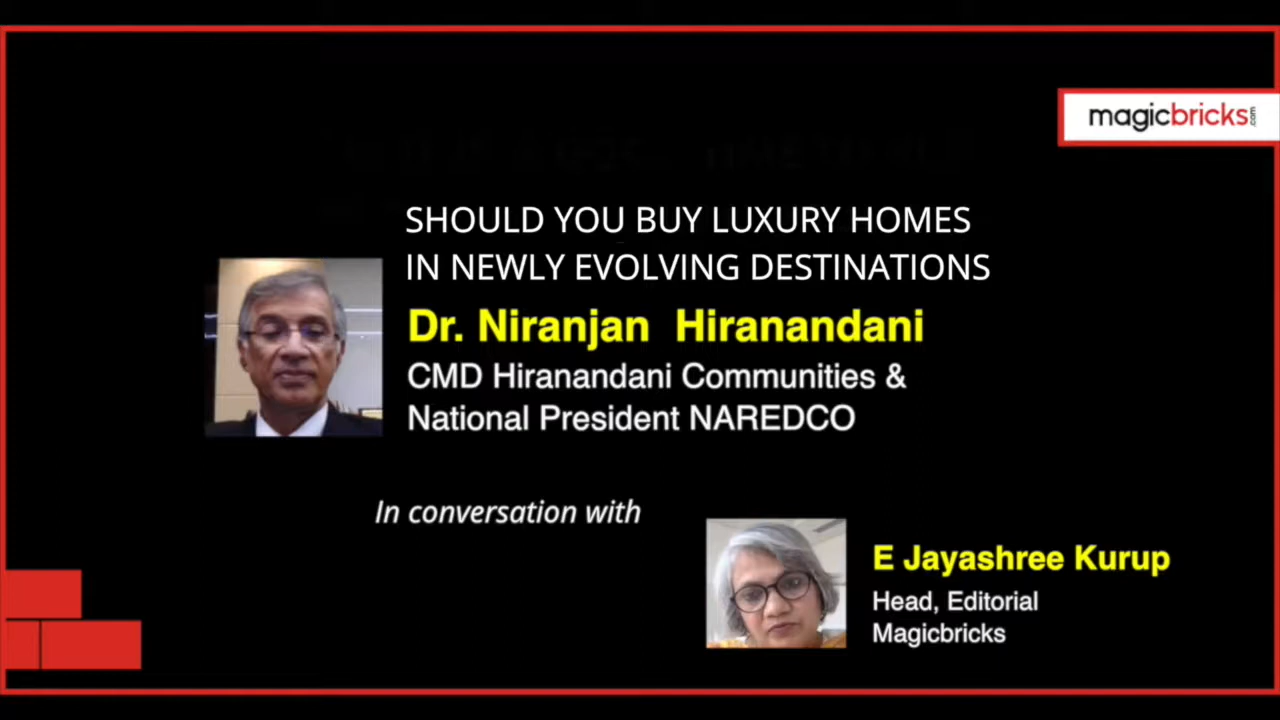 magicbricks.com
SHOULD YOU BUY LUXURY HOMES
IN NEWLY EVOLVING DESTINATIONS
Dr. Niranjan Hiranandani
CMD Hiranandani Communities &
National President NAREDCO
In conversation with
E Jayashree Kurup
Head, Editorial
Magicbricks